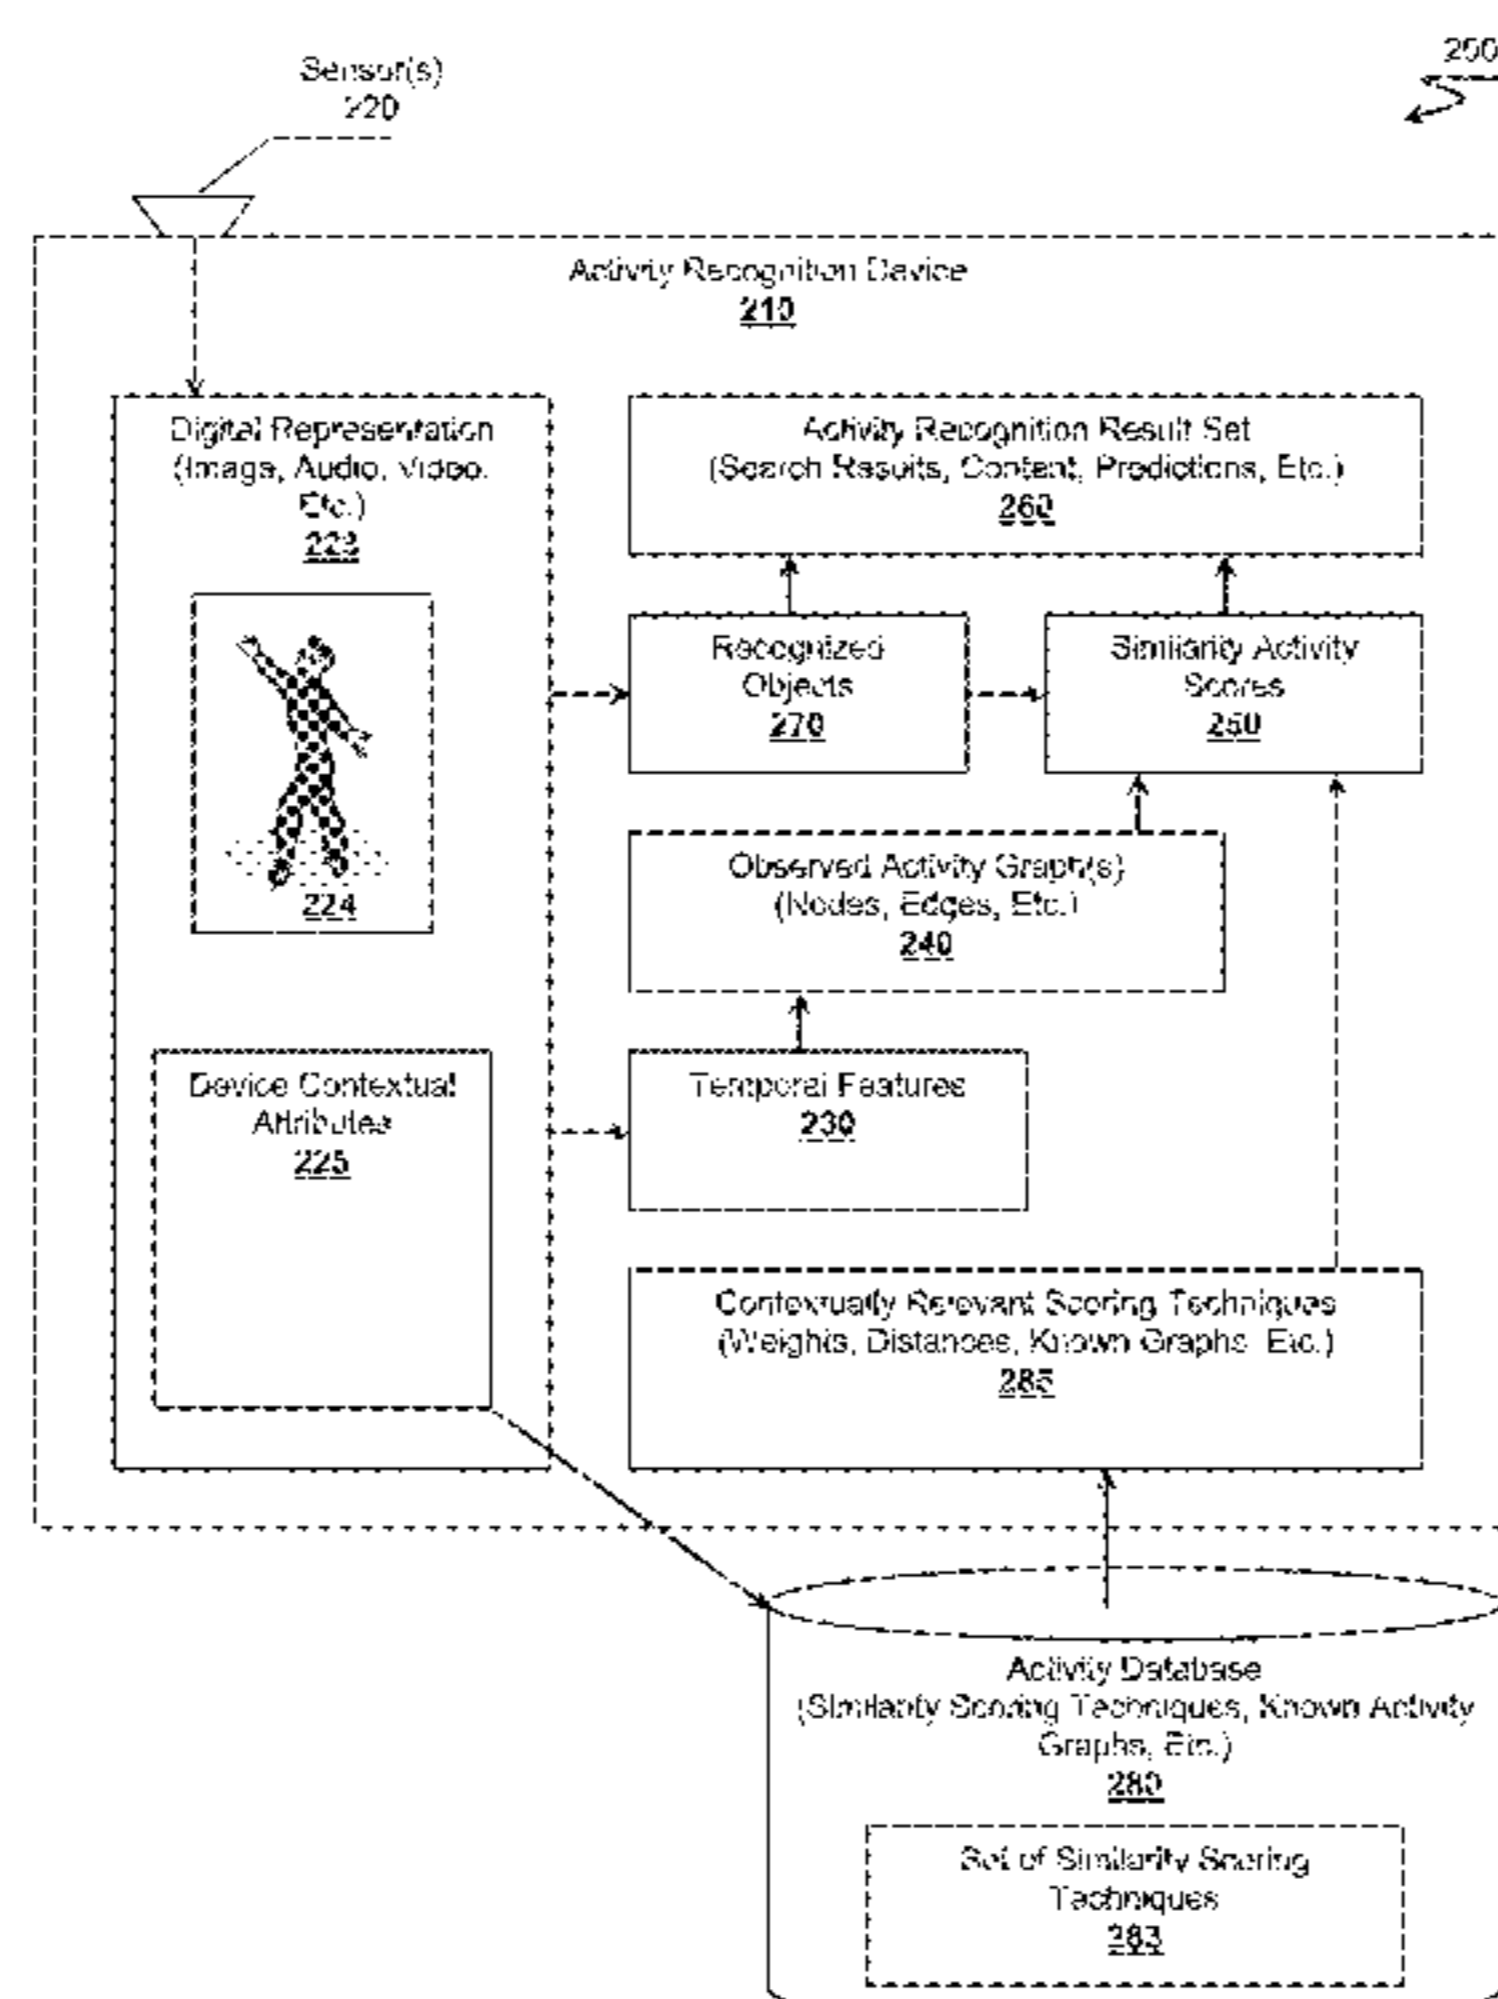 200
Sensor(s)
220
Activity Recognition Device
210
Digital Representation
(Image, Audio, Video,
Etc.)
223
224
Device Contextual
Attributes
225
Activity Recognition Result Set
(Search Results, Content, Predictions, Etc.)
260
Recognized
Objects
270
Similarity Activity
Scores
250
Observed Activity Graph(s)
(Nodes, Edges, Etc.)
240
Temporal Features
230
Contextually Relevant Scoring Techniques
(Weights, Distances, Known Graphs, Etc.)
285
Activity Database
(Similarity Scoring Techniques, Known Activity
Graphs, Etc.)
280
Set of Similarity Scoring
Techniques
283